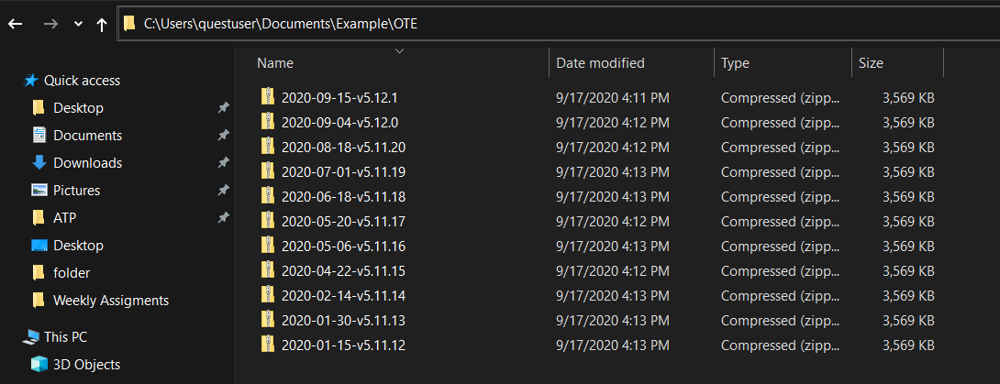 C:\Users\questuser\Documents\Example\OTE
Name Date modified Type Size
Quick access
Desktop
Documents
Downloads
Pictures
ATP
Desktop
folder
Weekly Assigments
This PC
3D Objects
2020-09-15-v5.12.1 9/17/2020 4:11 PM Compressed (zipp... 3,569 KB
2020-09-04-v5.12.0 9/17/2020 4:12 PM Compressed (zipp... 3,569 KB
2020-08-18-v5.11.20 9/17/2020 4:12 PM Compressed (zipp... 3,569 KB
2020-07-01-v5.11.19 9/17/2020 4:13 PM Compressed (zipp... 3,569 KB
2020-06-18-v5.11.18 9/17/2020 4:13 PM Compressed (zipp... 3,569 KB
2020-05-20-v5.11.17 9/17/2020 4:12 PM Compressed (zipp... 3,569 KB
2020-05-06-v5.11.16 9/17/2020 4:13 PM Compressed (zipp... 3,569 KB
2020-04-22-v5.11.15 9/17/2020 4:12 PM Compressed (zipp... 3,569 KB
2020-02-14-v5.11.14 9/17/2020 4:13 PM Compressed (zipp... 3,569 KB
2020-01-30-v5.11.13 9/17/2020 4:13 PM Compressed (zipp... 3,569 KB
2020-01-15-v5.11.12 9/17/2020 4:13 PM Compressed (zipp... 3,569 KB